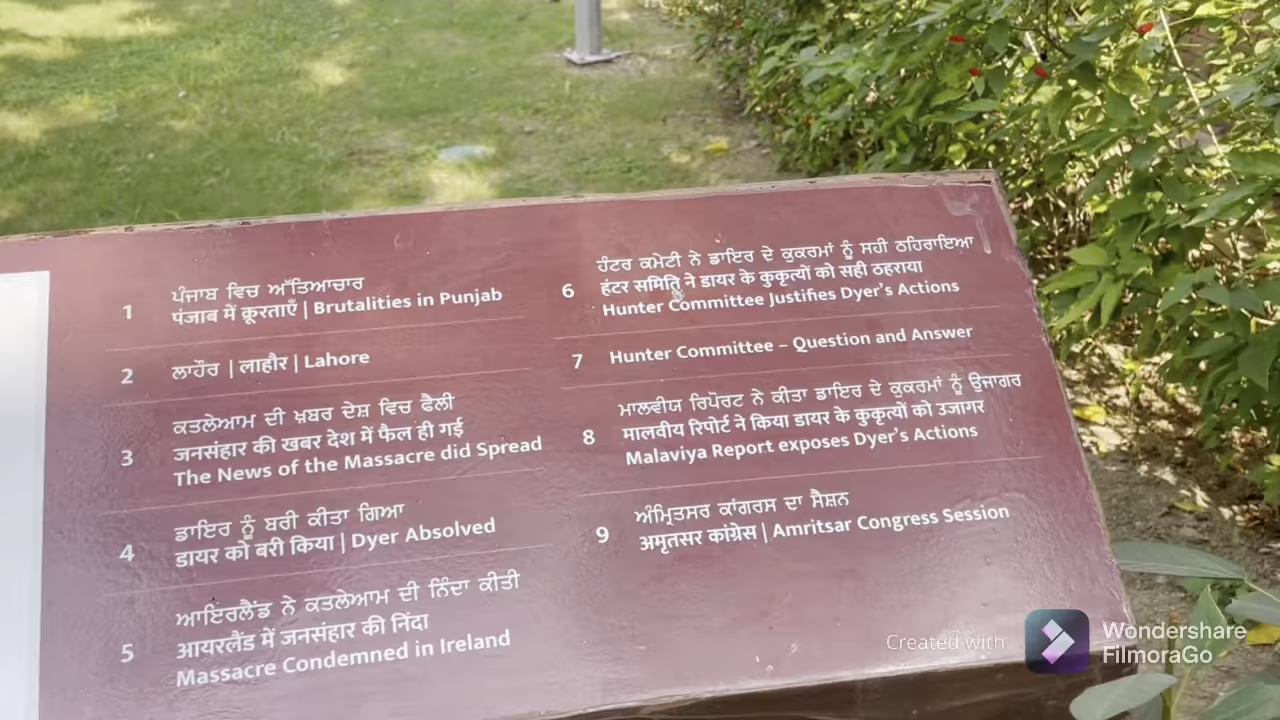 1
ਪੰਜਾਬ ਵਿਚ ਅੱਤਿਆਚਾਰ
पंजाब में क्रूरताएँ | Brutalities in Punjab
2
ਲਾਹੌਰ | लाहौर | Lahore
3
ਕਤਲੇਆਮ ਦੀ ਖ਼ਬਰ ਦੇਸ਼ ਵਿਚ ਫੈਲੀ
जनसंहार की खबर देश में फैल ही गई
The News of the Massacre did Spread
4
ਡਾਇਰ ਨੂੰ ਬਰੀ ਕੀਤਾ ਗਿਆ
डायर को बरी किया | Dyer Absolved
5
ਆਇਰਲੈਂਡ ਨੇ ਕਤਲੇਆਮ ਦੀ ਨਿੰਦਾ ਕੀਤੀ
आयरलैंड में जनसंहार की निंदा
Massacre Condemned in Ireland
6
ਹੰਟਰ ਕਮੇਟੀ ਨੇ ਡਾਇਰ ਦੇ ਕੁਕਰਮਾਂ ਨੂੰ ਸਹੀ ਠਹਿਰਾਇਆ
हंटर समिति ने डायर के कुकृत्यों को सही ठहराया
Hunter Committee Justifies Dyer's Actions
7
Hunter Committee – Question and Answer
8
ਮਾਲਵੀਯ ਰਿਪੋਰਟ ਨੇ ਕੀਤਾ ਡਾਇਰ ਦੇ ਕੁਕਰਮਾਂ ਨੂੰ ਉਜਾਗਰ
मालवीय रिपोर्ट ने किया डायर के कुकृत्यों को उजागर
Malaviya Report exposes Dyer's Actions
9
ਅੰਮ੍ਰਿਤਸਰ ਕਾਂਗਰਸ ਦਾ ਸੈਸ਼ਨ
अमृतसर कांग्रेस | Amritsar Congress Session
Created with
Wondershare
FilmoraGo